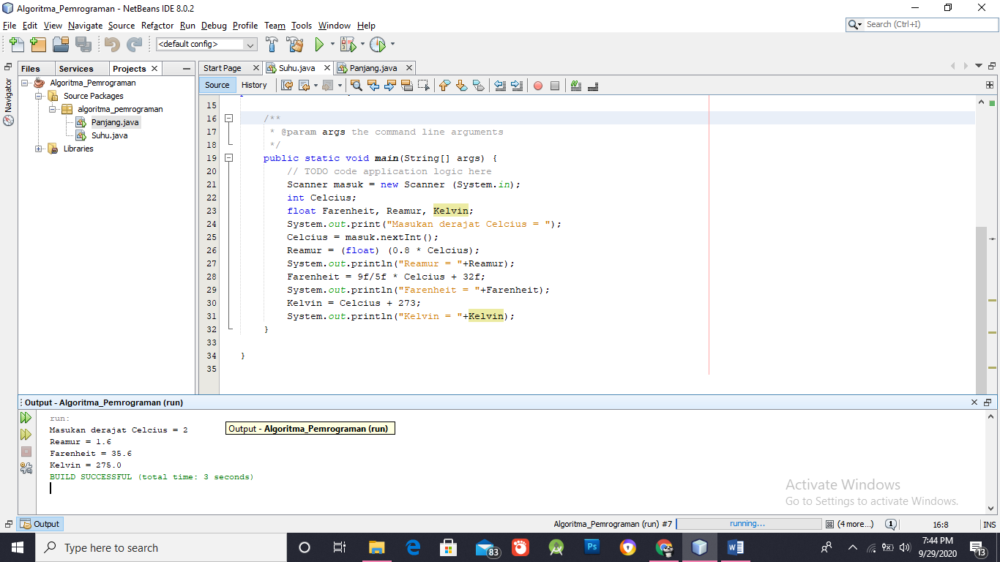 Algoritma_Pemrograman - NetBeans IDE 8.0.2
File Edit View Navigate Source Refactor Run Debug Profile Team Tools Window Help
Search (Ctrl+I)
<default config>
Files Services Projects
Start Page Suhu.java Panjang.java
Navigator
Source History
Algoritma_Pemrograman
Source Packages
algoritma_pemrograman
Panjang.java
Suhu.java
Libraries
15
16 /**
17 * @param args the command line arguments
18 */
19 public static void main(String[] args) {
20 // TODO code application logic here
21 Scanner masuk = new Scanner (System.in);
22 int Celcius;
23 float Farenheit, Reamur, Kelvin;
24 System.out.print("Masukan derajat Celcius = ");
25 Celcius = masuk.nextInt();
26 Reamur = (float) (0.8 * Celcius);
27 System.out.println("Reamur = "+Reamur);
28 Farenheit = 9f/5f * Celcius + 32f;
29 System.out.println("Farenheit = "+Farenheit);
30 Kelvin = Celcius + 273;
31 System.out.println("Kelvin = "+Kelvin);
32 }
33
34 }
35
Output - Algoritma_Pemrograman (run)
run:
Masukan derajat Celcius = 2
Output - Algoritma_Pemrograman (run)
Reamur = 1.6
Farenheit = 35.6
Kelvin = 275.0
BUILD SUCCESSFUL (total time: 3 seconds)
Activate Windows
Go to Settings to activate Windows.
Output
Algoritma_Pemrograman (run) #7 running... (4 more...) 1 16:8 INS
Type here to search
83
Ps
7:44 PM
9/29/2020
13